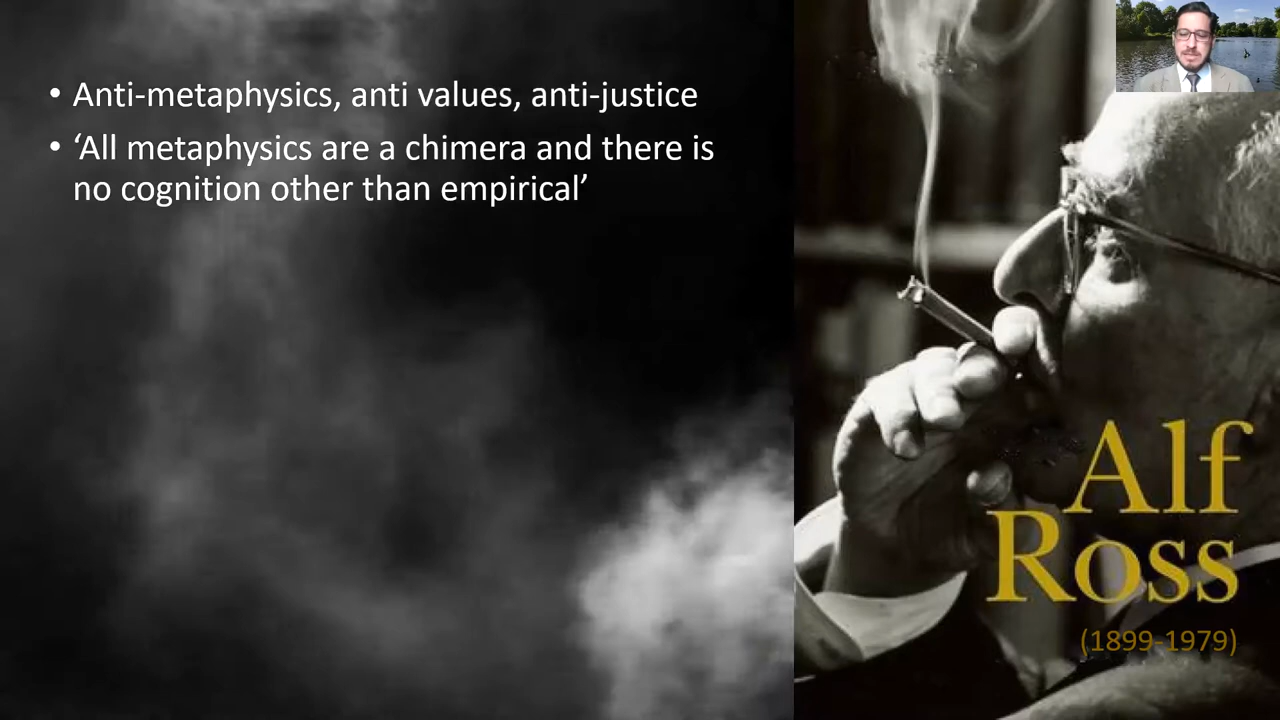 • Anti-metaphysics, anti values, anti-justice
• ‘All metaphysics are a chimera and there is
no cognition other than empirical’
Alf
Ross
(1899-1979)